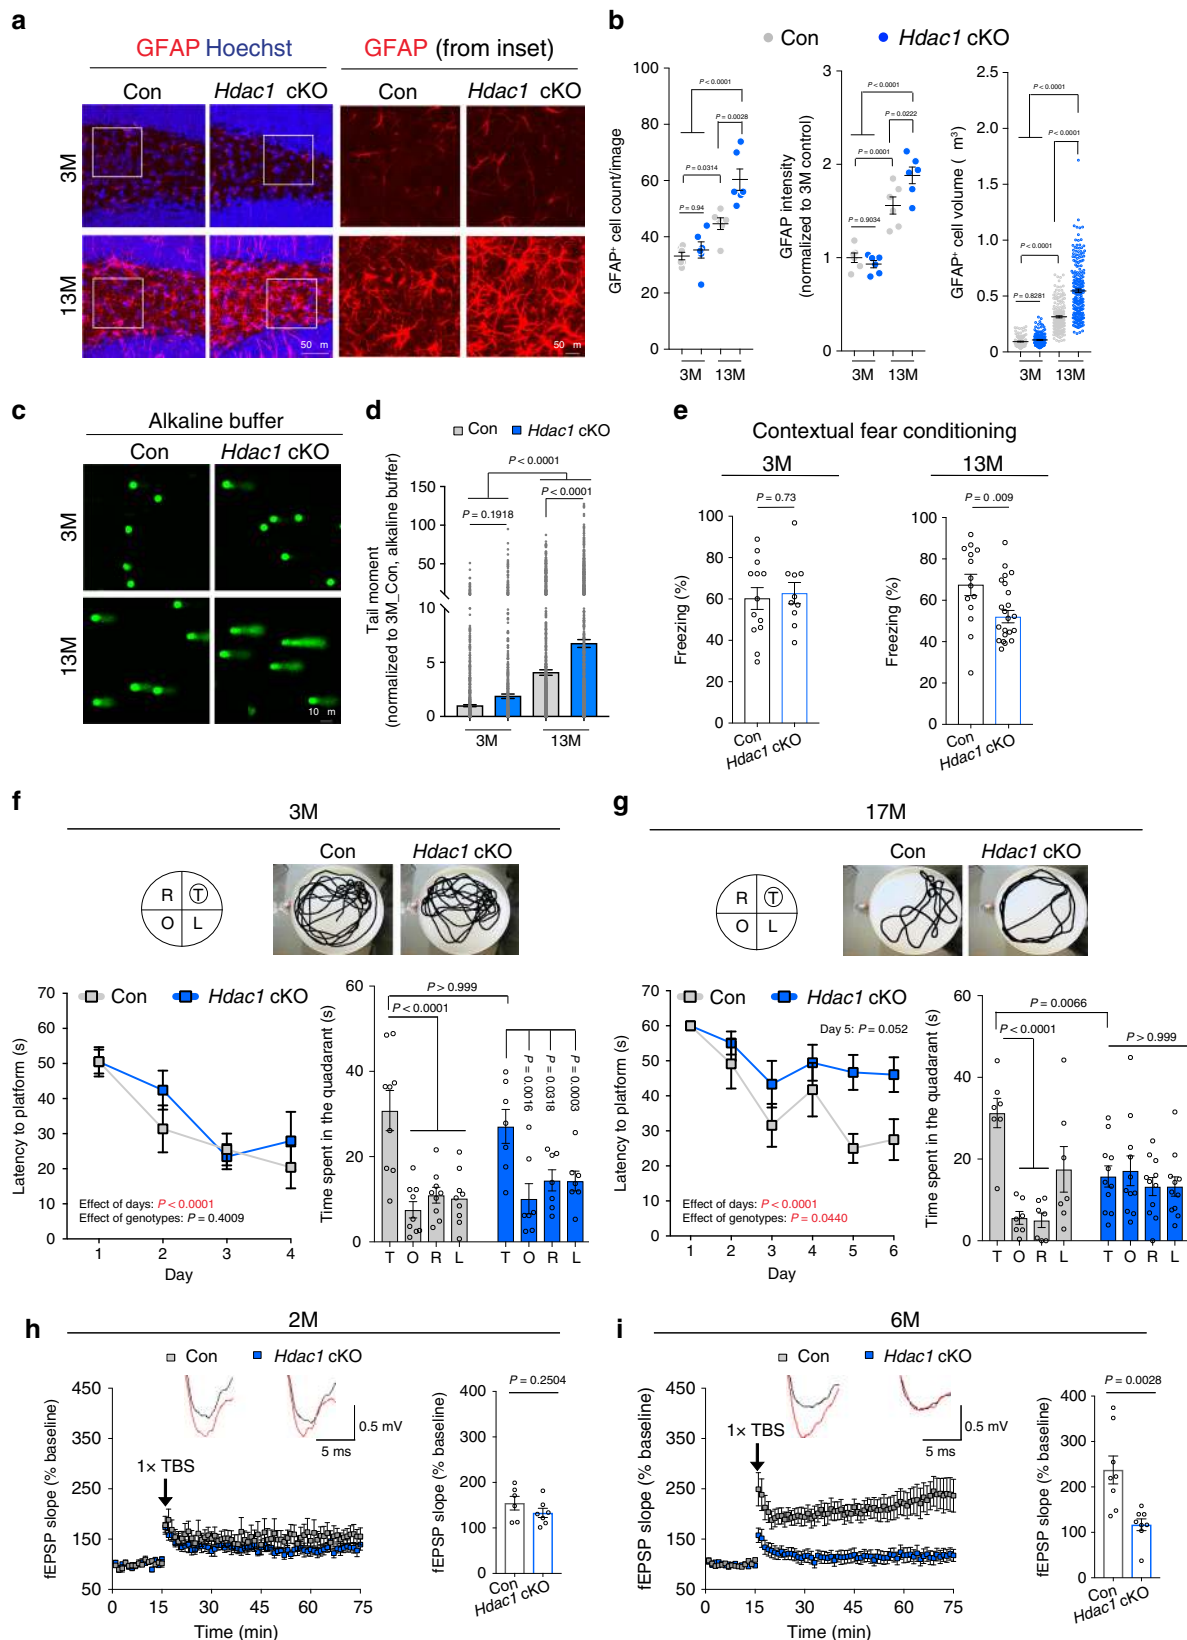 a
GFAP Hoechst
GFAP (from inset)
Con
Hdac1 cKO
Con
Hdac1 cKO
3M
13M
50 m
50 m
b
Con
Hdac1 cKO
GFAP+ cell count/image
100
80
60
40
20
0
P < 0.0001
P = 0.0028
P = 0.0314
P = 0.94
3M
13M
GFAP intensity
(normalized to 3M control)
3
2
1
0
P < 0.0001
P = 0.0222
P = 0.0001
P = 0.9034
3M
13M
GFAP+ cell volume ( m3)
2.5
2.0
1.5
1.0
0.5
0
P < 0.0001
P < 0.0001
P < 0.0001
P = 0.8281
3M
13M
c
Alkaline buffer
Con
Hdac1 cKO
3M
13M
10 m
d
Con
Hdac1 cKO
Tail moment
(normalized to 3M_Con, alkaline buffer)
150
100
50
10
5
0
P < 0.0001
P < 0.0001
P = 0.1918
3M
13M
e
Contextual fear conditioning
3M
13M
P = 0.73
P = 0 .009
Freezing (%)
100
80
60
40
20
0
Con
Hdac1 cKO
Freezing (%)
100
80
60
40
20
0
Con
Hdac1 cKO
f
3M
Con
Hdac1 cKO
R
T
O
L
Con
Hdac1 cKO
Latency to platform (s)
70
60
50
40
30
20
10
0
Effect of days: P < 0.0001
Effect of genotypes: P = 0.4009
1
2
3
4
Day
Time spent in the quadarant (s)
60
40
20
0
P > 0.999
P < 0.0001
P = 0.0016
P = 0.0318
P = 0.0003
T
O
R
L
T
O
R
L
g
17M
Con
Hdac1 cKO
R
T
O
L
Con
Hdac1 cKO
Latency to platform (s)
70
60
50
40
30
20
10
0
Day 5: P = 0.052
Effect of days: P < 0.0001
Effect of genotypes: P = 0.0440
1
2
3
4
5
6
Day
Time spent in the quadarant (s)
60
40
20
0
P = 0.0066
P < 0.0001
P > 0.999
T
O
R
L
T
O
R
L
h
2M
Con
Hdac1 cKO
fEPSP slope (% baseline)
450
350
250
150
50
1× TBS
0.5 mV
5 ms
0
15
30
45
60
75
Time (min)
P = 0.2504
fEPSP slope (% baseline)
400
300
200
100
0
Con
Hdac1 cKO
i
6M
Con
Hdac1 cKO
fEPSP slope (% baseline)
450
350
250
150
50
1× TBS
0.5 mV
5 ms
0
15
30
45
60
75
Time (min)
P = 0.0028
fEPSP slope (% baseline)
400
300
200
100
0
Con
Hdac1 cKO